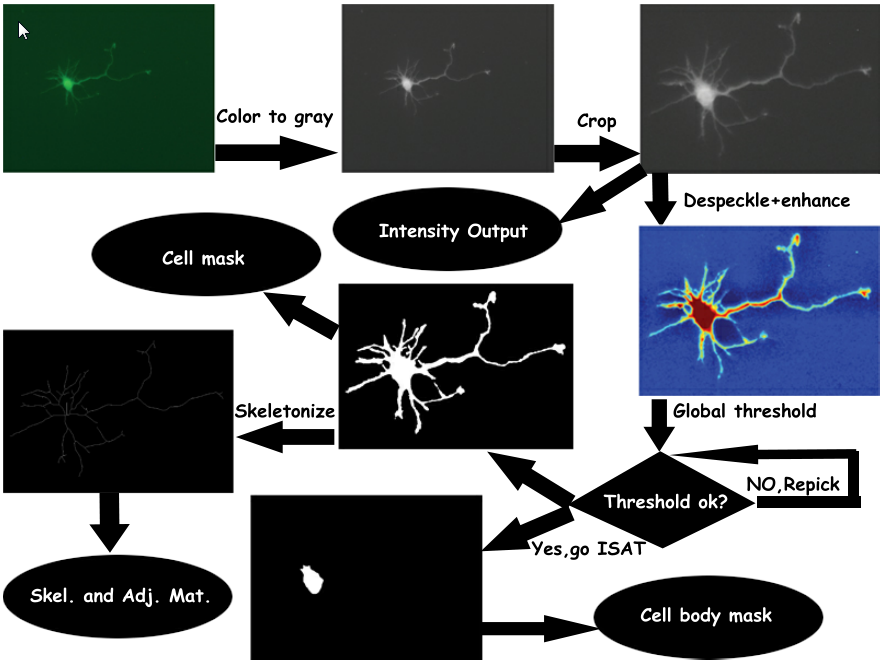 Color to gray
Crop
Despeckle+enhance
Intensity Output
Cell mask
Skeletonize
Global threshold
NO,Repick
Threshold ok?
Yes,go ISAT
Skel. and Adj. Mat.
Cell body mask